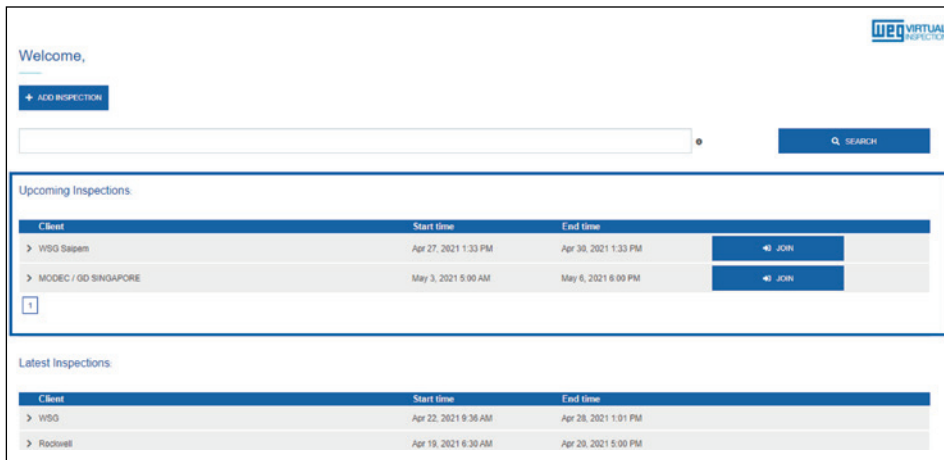 WEG VIRTUAL
INSPECTION
Welcome,
+ ADD INSPECTION
SEARCH
Upcoming Inspections
Client Start time End time
> WSG Saipem Apr 27, 2021 1:33 PM Apr 30, 2021 1:33 PM JOIN
> MODEC / GD SINGAPORE May 3, 2021 5:00 AM May 6, 2021 6:00 PM JOIN
1
Latest Inspections
Client Start time End time
> WSG Apr 22, 2021 9:36 AM Apr 28, 2021 1:01 PM
> Rockwell Apr 19, 2021 6:30 AM Apr 20, 2021 5:00 PM